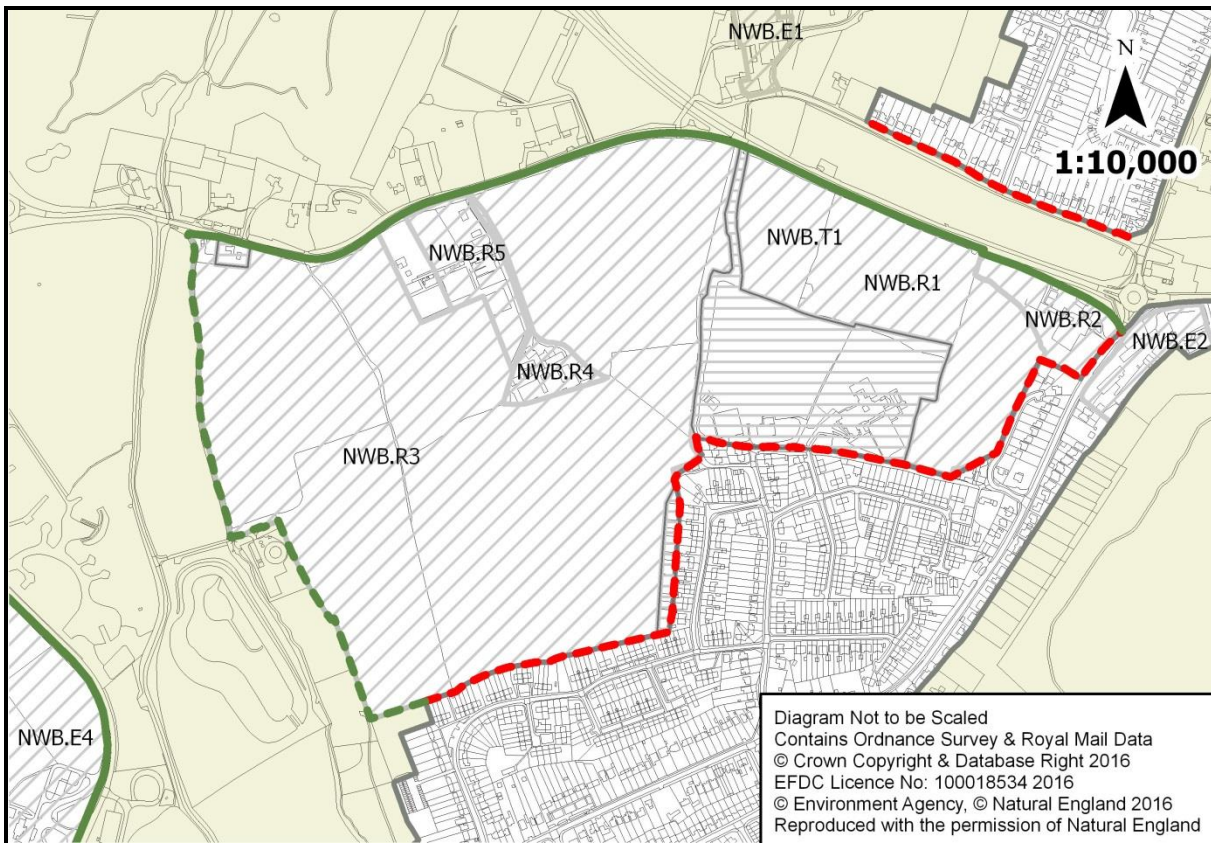 NWB.E1
N
1:10,000
NWB.T1
NWB.R5
NWB.R1
NWB.R2
NWB.E2
NWB.R4
NWB.R3
NWB.E4
Diagram Not to be Scaled
Contains Ordnance Survey & Royal Mail Data
© Crown Copyright & Database Right 2016
EFDC Licence No: 100018534 2016
© Environment Agency, © Natural England 2016
Reproduced with the permission of Natural England